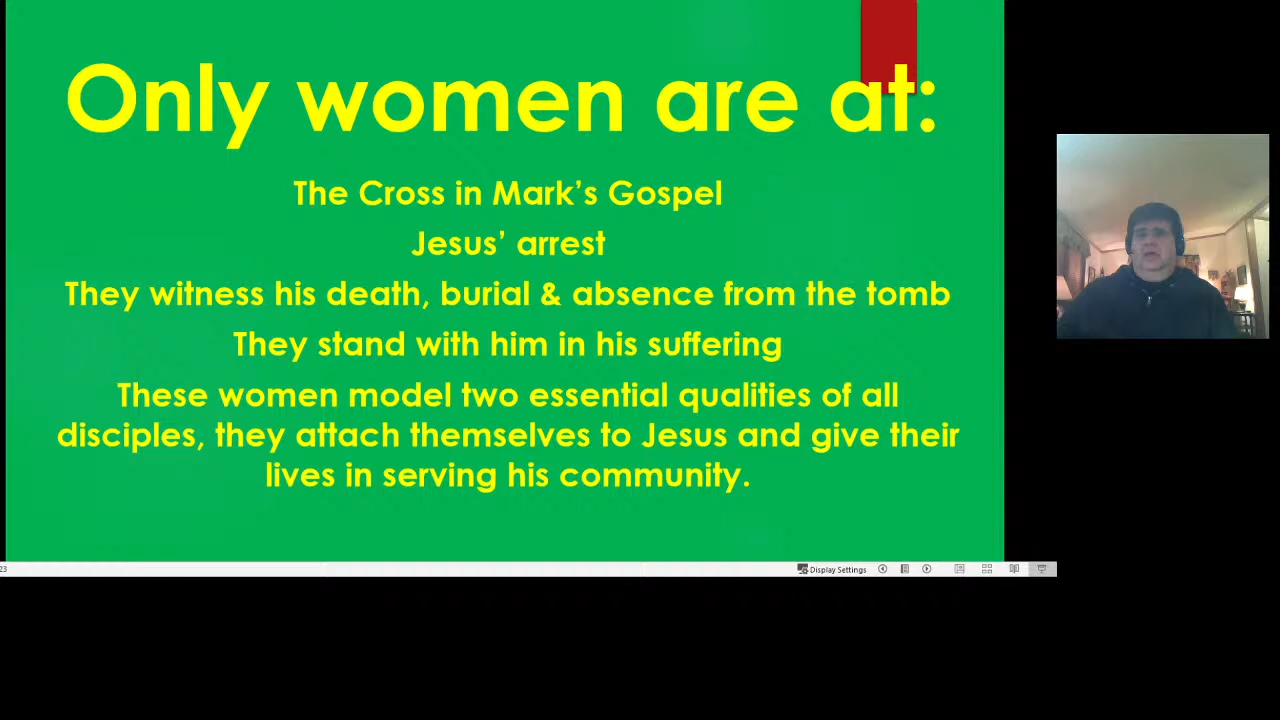 Only women are at:
The Cross in Mark’s Gospel
Jesus’ arrest
They witness his death, burial & absence from the tomb
They stand with him in his suffering
These women model two essential qualities of all
disciples, they attach themselves to Jesus and give their
lives in serving his community.
23
Display Settings